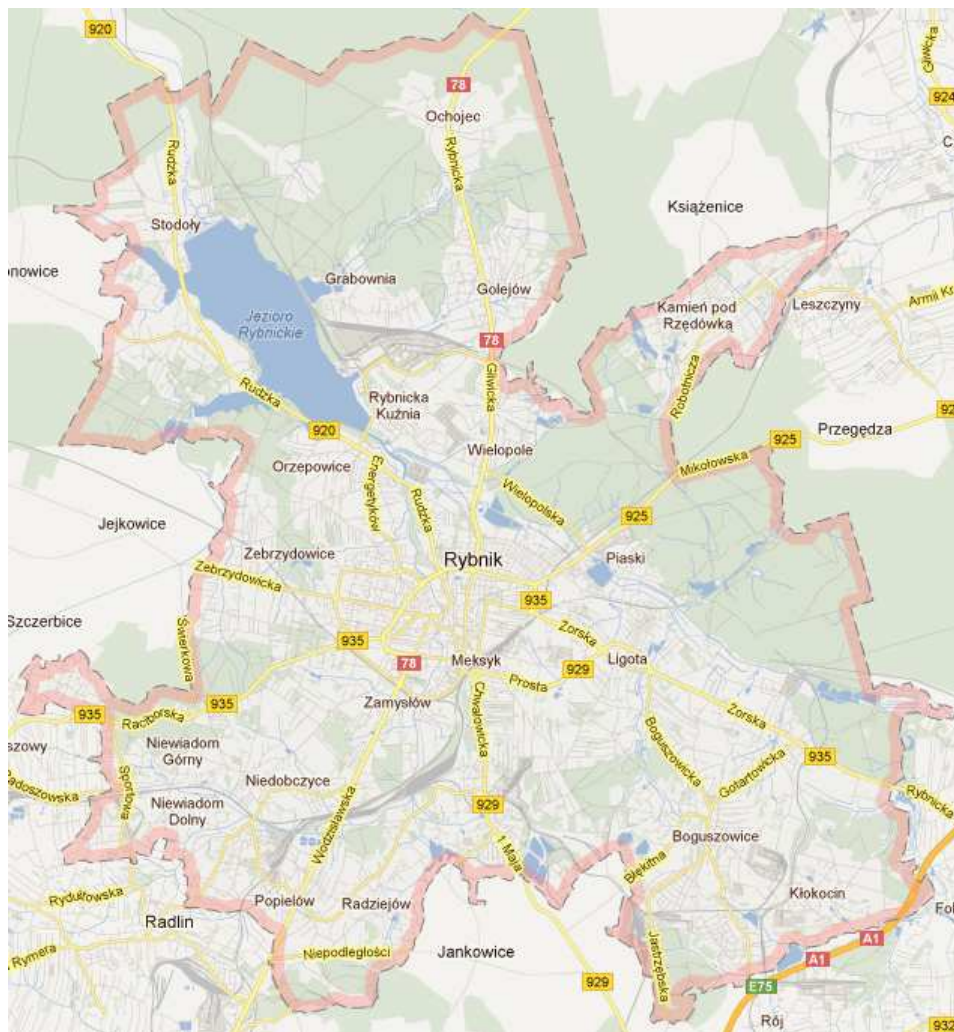 920
78
Gliwicka
924
Ochojec
Rybnicka
Rudzka
Książenice
Stodoły
Grabownia
Golejów
Kamień pod
Rzędówką
Leszczyny
Jezioro
Rybnickie
78
Gliwicka
Robotnicza
Rudzka
Rybnicka
Kuźnia
920
Przegędza
925
Orzepowice
Wielopole
Mikołowska
Energetyków
Rudzka
Wielopolska
925
Jejkowice
Zebrzydowice
Rybnik
Piaski
Zebrzydowicka
935
Szczerbice
Świerkowa
935
Żorska
78
Meksyk
Ligota
929
Prosta
Zamysłów
935
Raciborska
935
Chwałowicka
Żorska
Niewiadom
Górny
Boguszowicka
935
Gotartowicka
Sportowa
Niedobczyce
Rybnicka
Niewiadom
Dolny
Wodzisławska
929
1 Maja
Boguszowice
Błękitna
Rydułtowska
Popielów
Radziejów
Kłokocin
Radlin
A1
Rymera
Niepodległości
Jankowice
Jastrzębska
A1
929
E75
Rój
932